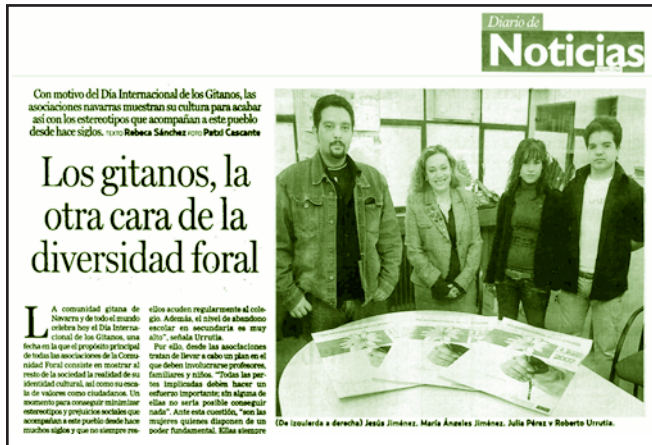 Diario de
Noticias
Con motivo del Día Internacional de los Gitanos, las
asociaciones navarras muestran su cultura para acabar
así con los estereotipos que acompañan a este pueblo
desde hace siglos. TEXTO Rebeca Sánchez FOTO Patxi Cascante
Los gitanos, la
otra cara de la
diversidad foral
LA comunidad gitana de
Navarra y de todo el mundo
celebra hoy el Día Interna-
cional de los Gitanos, una
fecha en la que el propósito principal
de todas las asociaciones de la Comu-
nidad Foral consiste en mostrar al
resto de la sociedad la realidad de su
identidad cultural, así como su esca-
la de valores como ciudadanos. Un
momento para conseguir minimizar
estereotipos y prejuicios sociales que
acompañan a este pueblo desde hace
muchos siglos y que no siempre res-
ellos acuden regularmente al cole-
gio. Además, el nivel de abandono
escolar en secundaria es muy
alto", señala Urrutia.
Por ello, desde las asociaciones
tratan de llevar a cabo un plan en el
que deben involucrarse profesores,
familiares y niños. "Todas las par-
tes implicadas deben hacer un
esfuerzo importante; sin alguna de
ellas no sería posible conseguir
nada". Ante esta cuestión, "son las
mujeres quienes disponen de un
poder fundamental. Ellas siempre
(De izquierda a derecha) Jesús Jiménez, María Ángeles Jiménez, Julia Pérez y Roberto Urrutia.